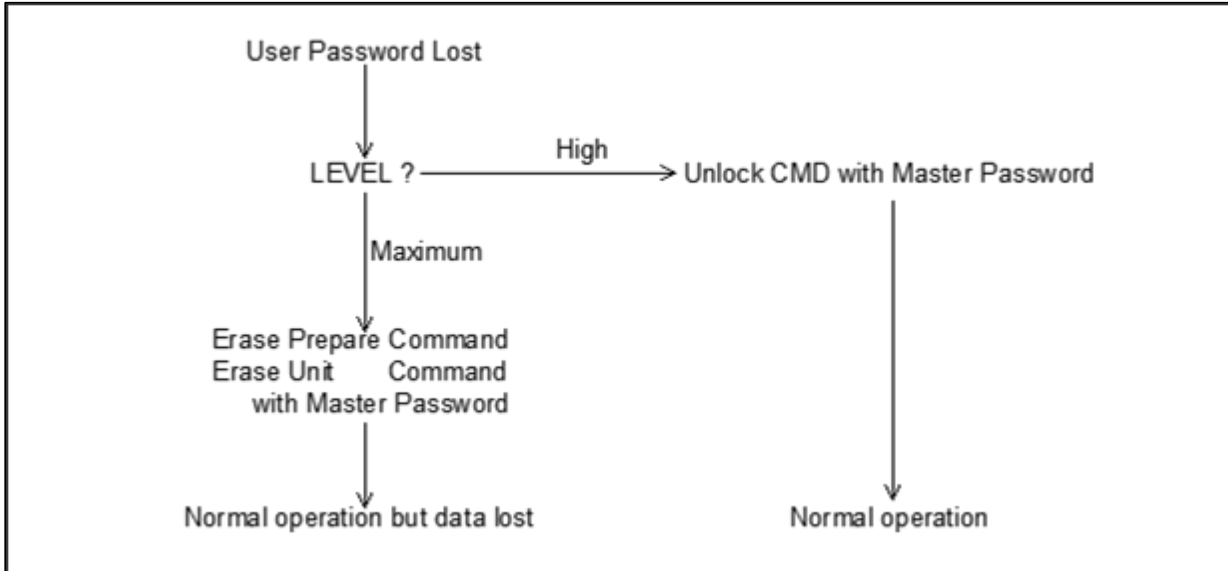 User Password Lost
LEVEL ?
High
Unlock CMD with Master Password
Maximum
Erase Prepare Command
Erase Unit Command
with Master Password
Normal operation but data lost
Normal operation